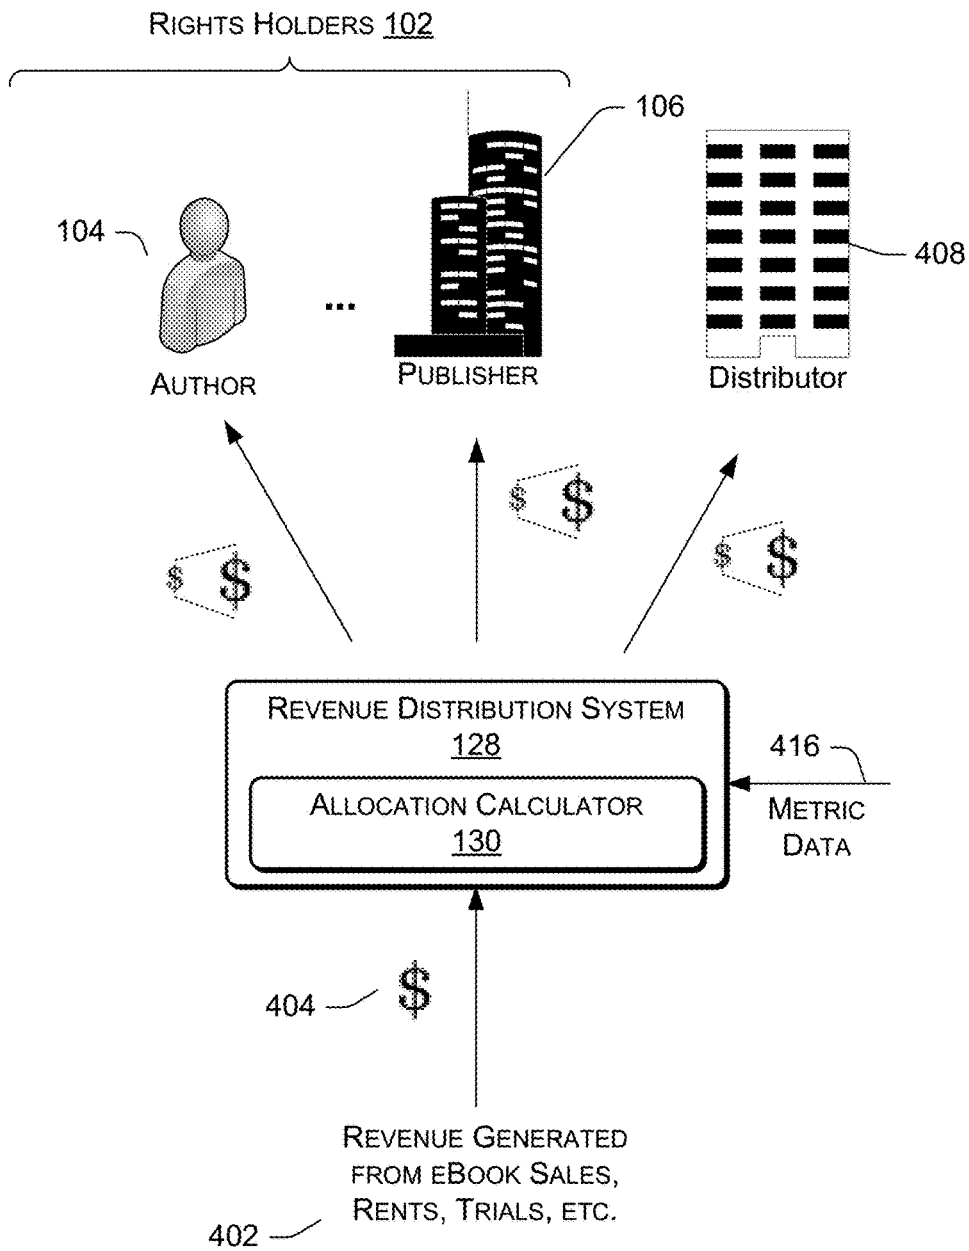 RIGHTS HOLDERS 102
106
104
408
...
AUTHOR
PUBLISHER
Distributor
$ $
$ $
$ $
REVENUE DISTRIBUTION SYSTEM
128
416
ALLOCATION CALCULATOR
130
METRIC
DATA
$
404
REVENUE GENERATED
FROM EBOOK SALES,
RENTS, TRIALS, ETC.
402